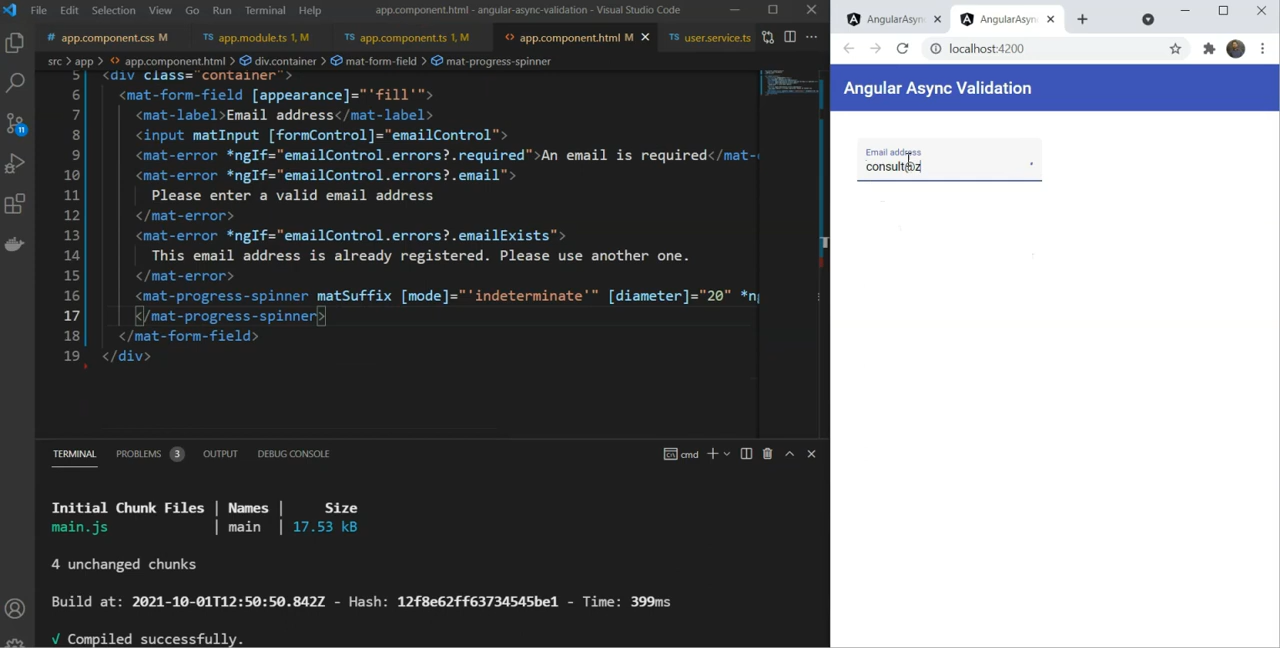 File Edit Selection View Go Run Terminal Help app.component.html - angular-async-validation - Visual Studio Code
app.component.css M app.module.ts 1, M app.component.ts 1, M app.component.html M user.service.ts
src > app > app.component.html > div.container > mat-form-field > mat-progress-spinner
5 <div class="container">
6 <mat-form-field [appearance]="'fill'">
7 <mat-label>Email address</mat-label>
8 <input matInput [formControl]="emailControl">
9 <mat-error *ngIf="emailControl.errors?.required">An email is required</mat-e
10 <mat-error *ngIf="emailControl.errors?.email">
11 Please enter a valid email address
12 </mat-error>
13 <mat-error *ngIf="emailControl.errors?.emailExists">
14 This email address is already registered. Please use another one.
15 </mat-error>
16 <mat-progress-spinner matSuffix [mode]="'indeterminate'" [diameter]="20" *ng
17 </mat-progress-spinner>
18 </mat-form-field>
19 </div>
11
TERMINAL PROBLEMS 3 OUTPUT DEBUG CONSOLE cmd
Initial Chunk Files | Names | Size
main.js | main | 17.53 kB
4 unchanged chunks
Build at: 2021-10-01T12:50:50.842Z - Hash: 12f8e62ff63734545be1 - Time: 399ms
√ Compiled successfully.
AngularAsyn AngularAsyn
localhost:4200
Angular Async Validation
Email address
consult@z